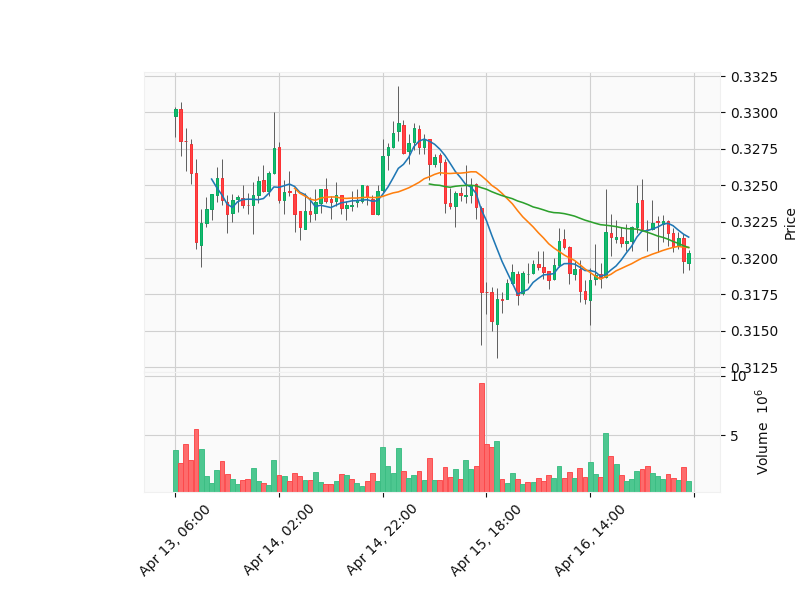 0.3325
0.3300
0.3275
0.3250
0.3225
0.3200
0.3175
0.3150
0.3125
Price
10
5
Volume 10⁶
Apr 13, 06:00
Apr 14, 02:00
Apr 14, 22:00
Apr 15, 18:00
Apr 16, 14:00